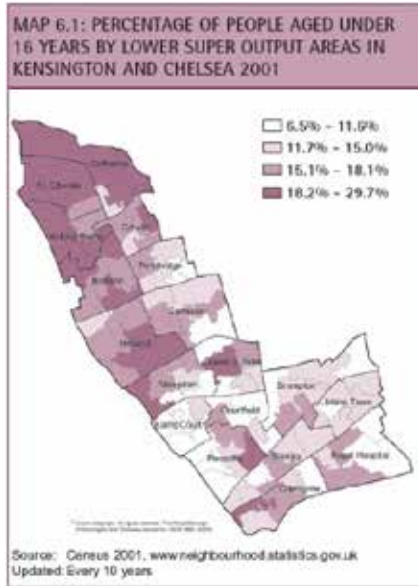 MAP 6.1: PERCENTAGE OF PEOPLE AGED UNDER
16 YEARS BY LOWER SUPER OUTPUT AREAS IN
KENSINGTON AND CHELSEA 2001
6.5% – 11.6%
11.7% – 15.0%
15.1% – 18.1%
18.2% – 29.7%
Golborne
St. Charles
Notting Barns
Colville
Pembridge
Norland
Campden
Holland
Queen's Gate
Abingdon
Brompton
Hans Town
Earl's Court
Courtfield
Redcliffe
Stanley
Royal Hospital
Cremorne
Source: Census 2001, www.neighbourhood.statistics.gov.uk
Updated: Every 10 years